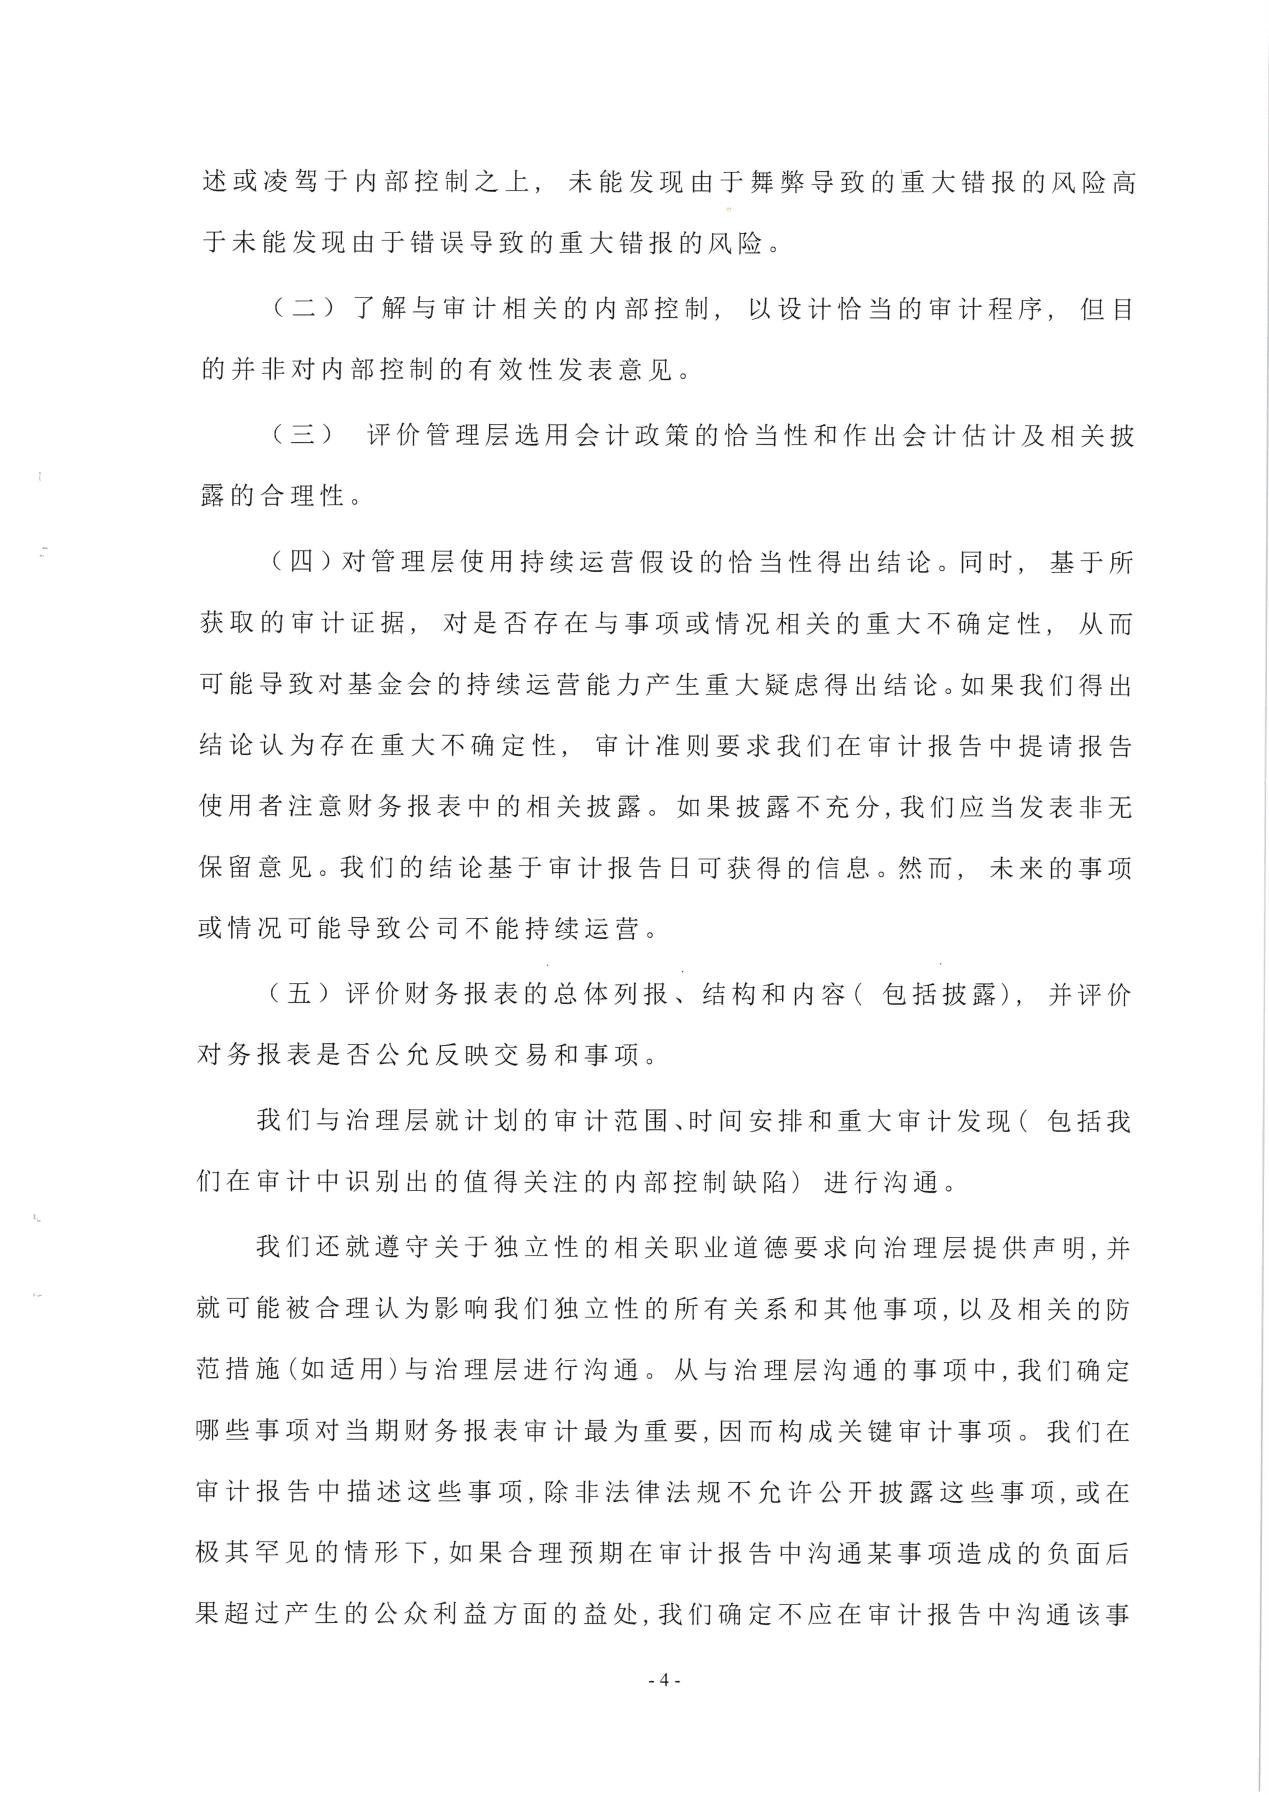 述或凌驾于内部控制之上, 未能发现由于舞弊导致的重大错报的风险高
于未能发现由于错误导致的重大错报的风险。
（二）了解与审计相关的内部控制, 以设计恰当的审计程序, 但目
的并非对内部控制的有效性发表意见。
（三） 评价管理层选用会计政策的恰当性和作出会计估计及相关披
露的合理性。
（四）对管理层使用持续运营假设的恰当性得出结论。同时, 基于所
获取的审计证据, 对是否存在与事项或情况相关的重大不确定性, 从而
可能导致对基金会的持续运营能力产生重大疑虑得出结论。如果我们得出
结论认为存在重大不确定性, 审计准则要求我们在审计报告中提请报告
使用者注意财务报表中的相关披露。如果披露不充分,我们应当发表非无
保留意见。我们的结论基于审计报告日可获得的信息。然而, 未来的事项
或情况可能导致公司不能持续运营。
（五）评价财务报表的总体列报、结构和内容( 包括披露), 并评价
对务报表是否公允反映交易和事项。
我们与治理层就计划的审计范围、时间安排和重大审计发现( 包括我
们在审计中识别出的值得关注的内部控制缺陷) 进行沟通。
我们还就遵守关于独立性的相关职业道德要求向治理层提供声明,并
就可能被合理认为影响我们独立性的所有关系和其他事项,以及相关的防
范措施(如适用)与治理层进行沟通。从与治理层沟通的事项中,我们确定
哪些事项对当期财务报表审计最为重要,因而构成关键审计事项。我们在
审计报告中描述这些事项,除非法律法规不允许公开披露这些事项,或在
极其罕见的情形下,如果合理预期在审计报告中沟通某事项造成的负面后
果超过产生的公众利益方面的益处,我们确定不应在审计报告中沟通该事
- 4 -